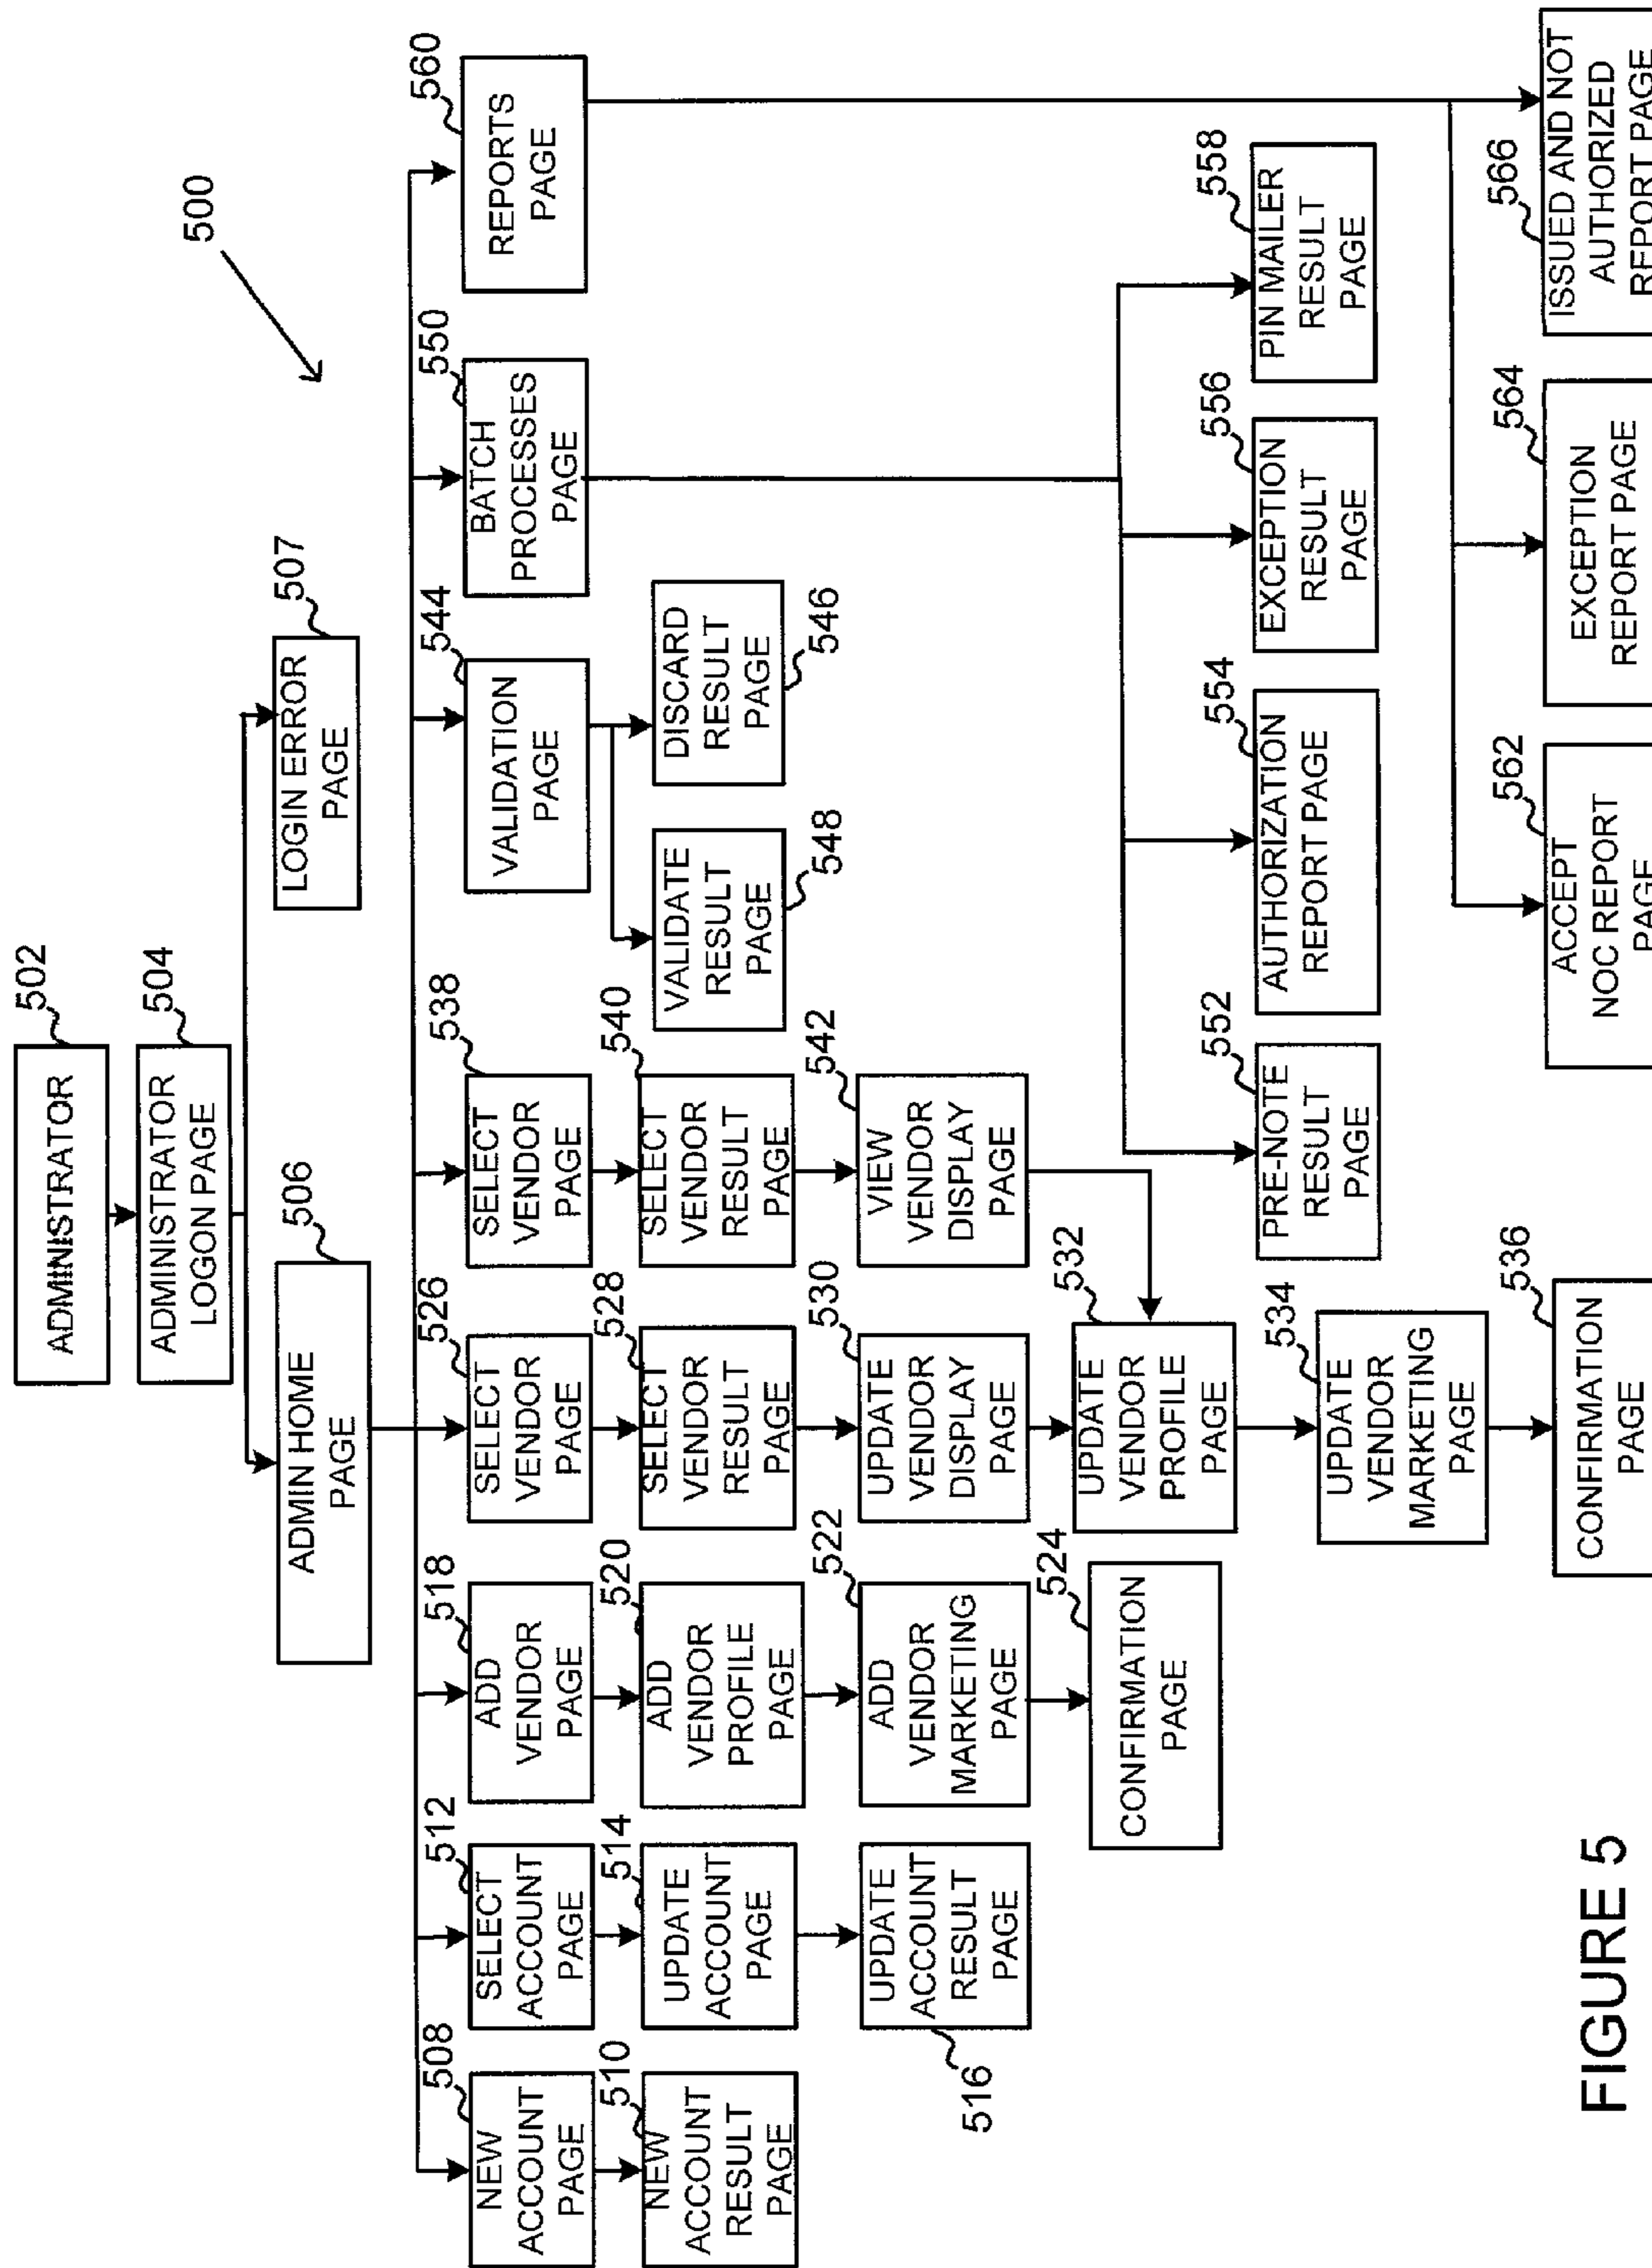 500
502
ADMINISTRATOR
504
ADMINISTRATOR
LOGON PAGE
506
ADMIN HOME
PAGE
507
LOGIN ERROR
PAGE
508
NEW
ACCOUNT
PAGE
510
NEW
ACCOUNT
RESULT
PAGE
512
SELECT
ACCOUNT
PAGE
514
UPDATE
ACCOUNT
PAGE
UPDATE
ACCOUNT
RESULT
PAGE
516
518
ADD
VENDOR
PAGE
520
ADD
VENDOR
PROFILE
PAGE
522
ADD
VENDOR
MARKETING
PAGE
524
CONFIRMATION
PAGE
526
SELECT
VENDOR
PAGE
528
SELECT
VENDOR
RESULT
PAGE
530
UPDATE
VENDOR
DISPLAY
PAGE
532
UPDATE
VENDOR
PROFILE
PAGE
534
UPDATE
VENDOR
MARKETING
PAGE
536
CONFIRMATION
PAGE
538
SELECT
VENDOR
PAGE
540
SELECT
VENDOR
RESULT
PAGE
542
VIEW
VENDOR
DISPLAY
PAGE
544
VALIDATION
PAGE
VALIDATE
RESULT
PAGE
548
DISCARD
RESULT
PAGE
546
550
BATCH
PROCESSES
PAGE
552
PRE-NOTE
RESULT
PAGE
554
AUTHORIZATION
REPORT PAGE
556
EXCEPTION
RESULT
PAGE
558
PIN MAILER
RESULT
PAGE
560
REPORTS
PAGE
562
ACCEPT
NOC REPORT
PAGE
564
EXCEPTION
REPORT PAGE
566
ISSUED AND NOT
AUTHORIZED
REPORT PAGE
FIGURE 5